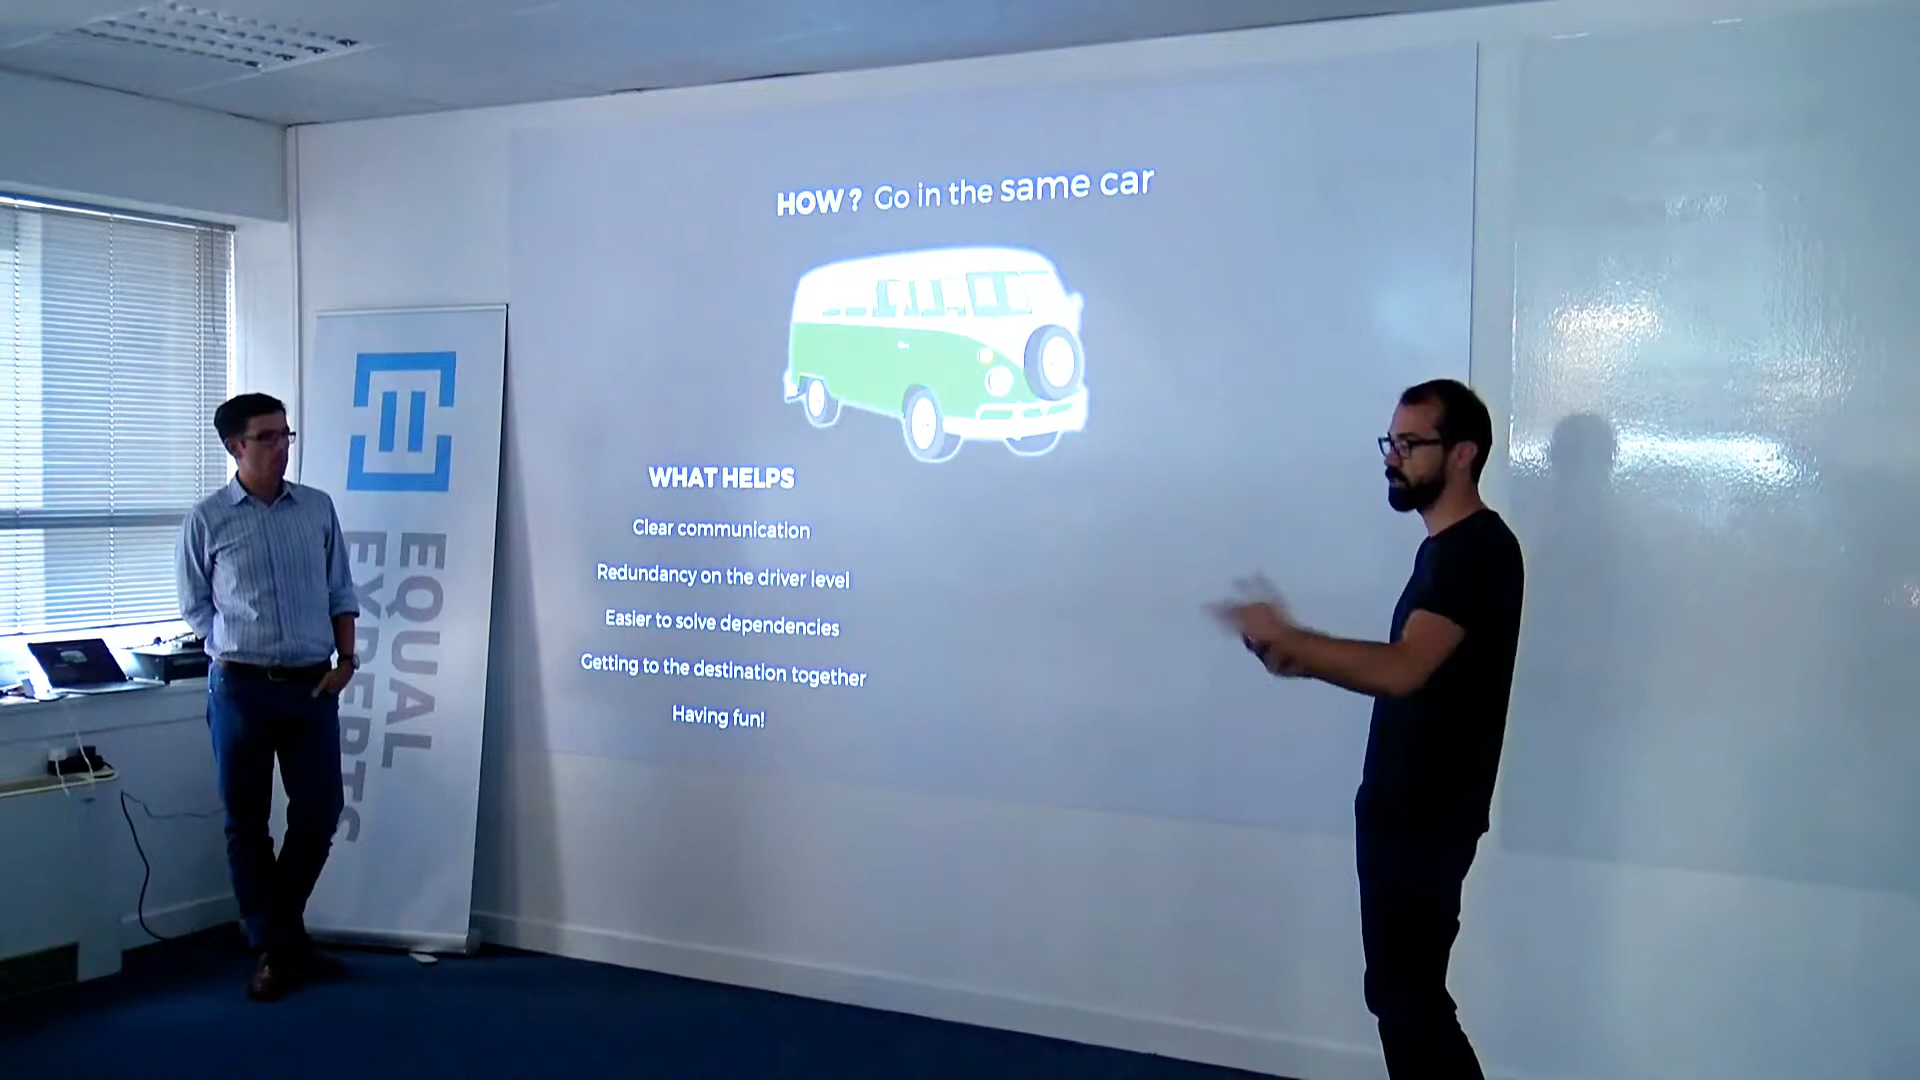 HOW? Go in the same car
WHAT HELPS
Clear communication
Redundancy on the driver level
Easier to solve dependencies
Getting to the destination together
Having fun!
EQUAL
EXPERTS